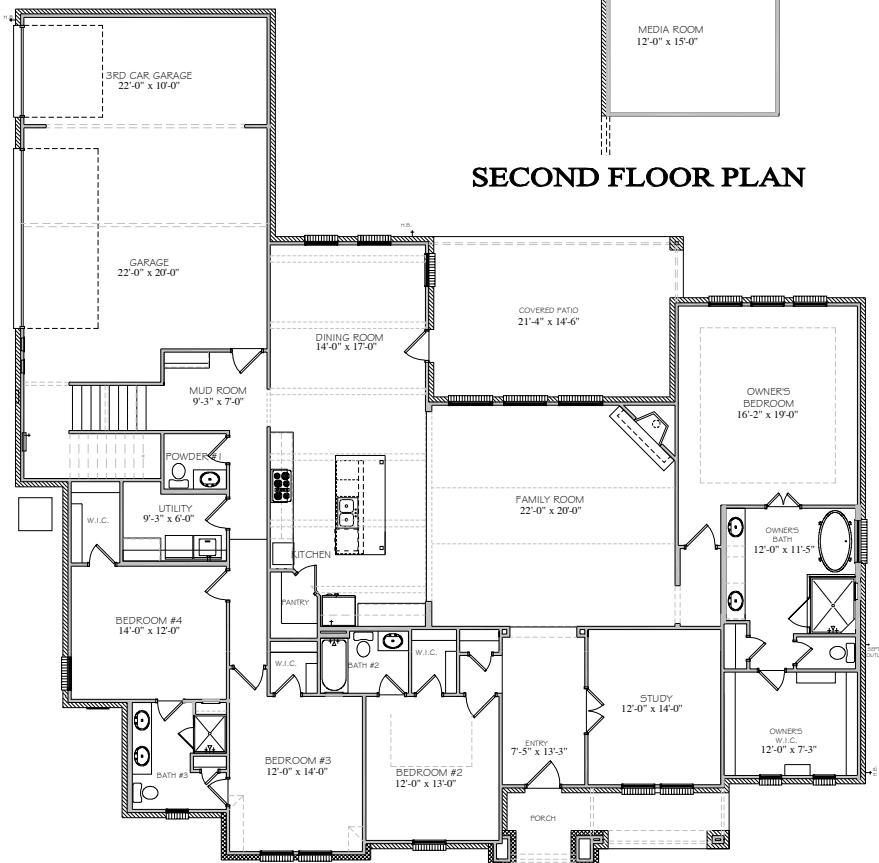 MEDIA ROOM
12'-0" x 15'-0"
SECOND FLOOR PLAN
H.B.
3RD CAR GARAGE
22'-0" x 10'-0"
H.B.
GARAGE
22'-0" x 20'-0"
DINING ROOM
14'-0" x 17'-0"
COVERED PATIO
21'-4" x 14'-6"
MUD ROOM
9'-3" x 7'-0"
OWNER'S
BEDROOM
16'-2" x 19'-0"
POWDER #1
UTILITY
9'-3" x 6'-0"
W.I.C.
FAMILY ROOM
22'-0" x 20'-0"
KITCHEN
OWNER'S
BATH
12'-0" x 11'-5"
PANTRY
BEDROOM #4
14'-0" x 12'-0"
W.I.C.
BATH #2
W.I.C.
SEPT
OUTL
STUDY
12'-0" x 14'-0"
OWNER'S
W.I.C.
12'-0" x 7'-3"
ENTRY
7'-5" x 13'-3"
BEDROOM #3
12'-0" x 14'-0"
BEDROOM #2
12'-0" x 13'-0"
BATH #3
H.B.
PORCH